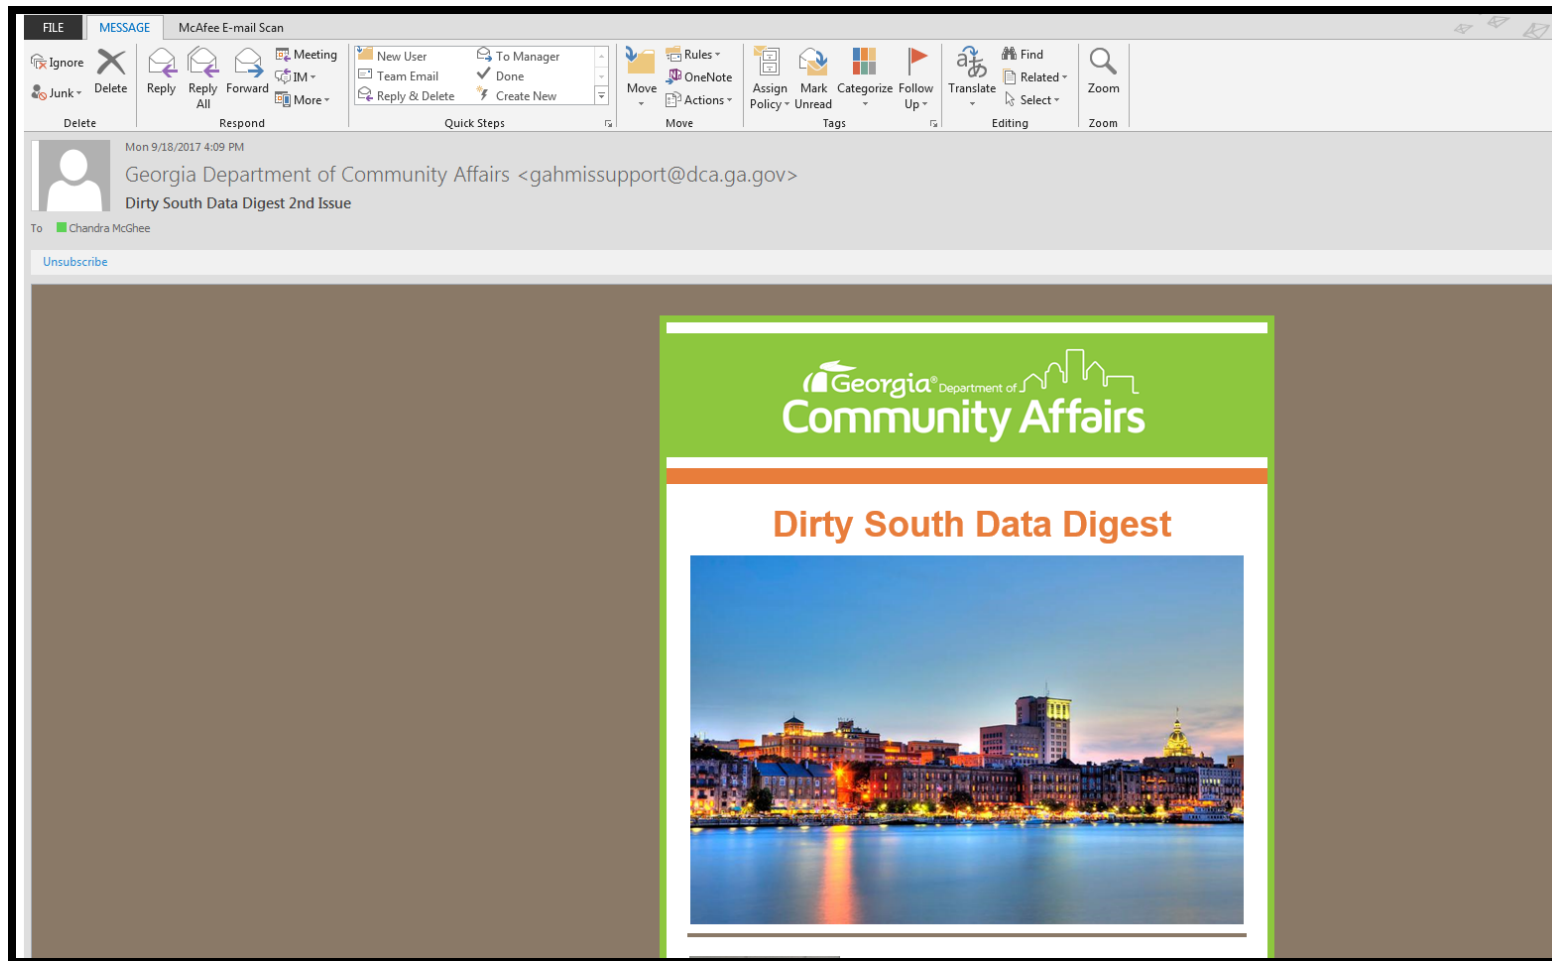 FILE MESSAGE McAfee E-mail Scan
Ignore
Junk
Delete
Delete
Reply
Reply All
Forward
Meeting
IM
More
Respond
New User
Team Email
Reply & Delete
To Manager
Done
Create New
Quick Steps
Move
Rules
OneNote
Actions
Move
Assign Policy
Mark Unread
Categorize
Follow Up
Tags
Translate
Find
Related
Select
Editing
Zoom
Zoom
Mon 9/18/2017 4:09 PM
Georgia Department of Community Affairs <gahmissupport@dca.ga.gov>
Dirty South Data Digest 2nd Issue
To Chandra McGhee
Unsubscribe
Georgia® Department of
Community Affairs
Dirty South Data Digest